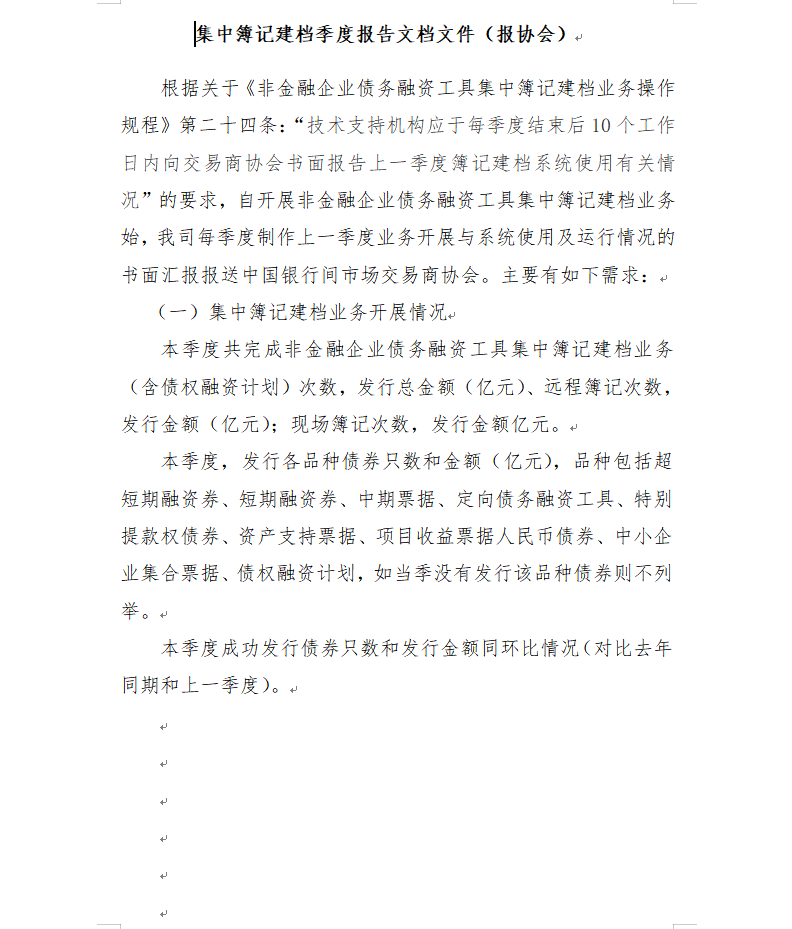 集中簿记建档季度报告文档文件（报协会）
根据关于《非金融企业债务融资工具集中簿记建档业务操作
规程》第二十四条：“技术支持机构应于每季度结束后 10 个工作
日内向交易商协会书面报告上一季度簿记建档系统使用有关情
况”的要求，自开展非金融企业债务融资工具集中簿记建档业务
始，我司每季度制作上一季度业务开展与系统使用及运行情况的
书面汇报报送中国银行间市场交易商协会。主要有如下需求：
（一）集中簿记建档业务开展情况
本季度共完成非金融企业债务融资工具集中簿记建档业务
（含债权融资计划）次数，发行总金额（亿元）、远程簿记次数，
发行金额（亿元）；现场簿记次数，发行金额亿元。
本季度，发行各品种债券只数和金额（亿元），品种包括超
短期融资券、短期融资券、中期票据、定向债务融资工具、特别
提款权债券、资产支持票据、项目收益票据人民币债券、中小企
业集合票据、债权融资计划，如当季没有发行该品种债券则不列
举。
本季度成功发行债券只数和发行金额同环比情况（对比去年
同期和上一季度）。